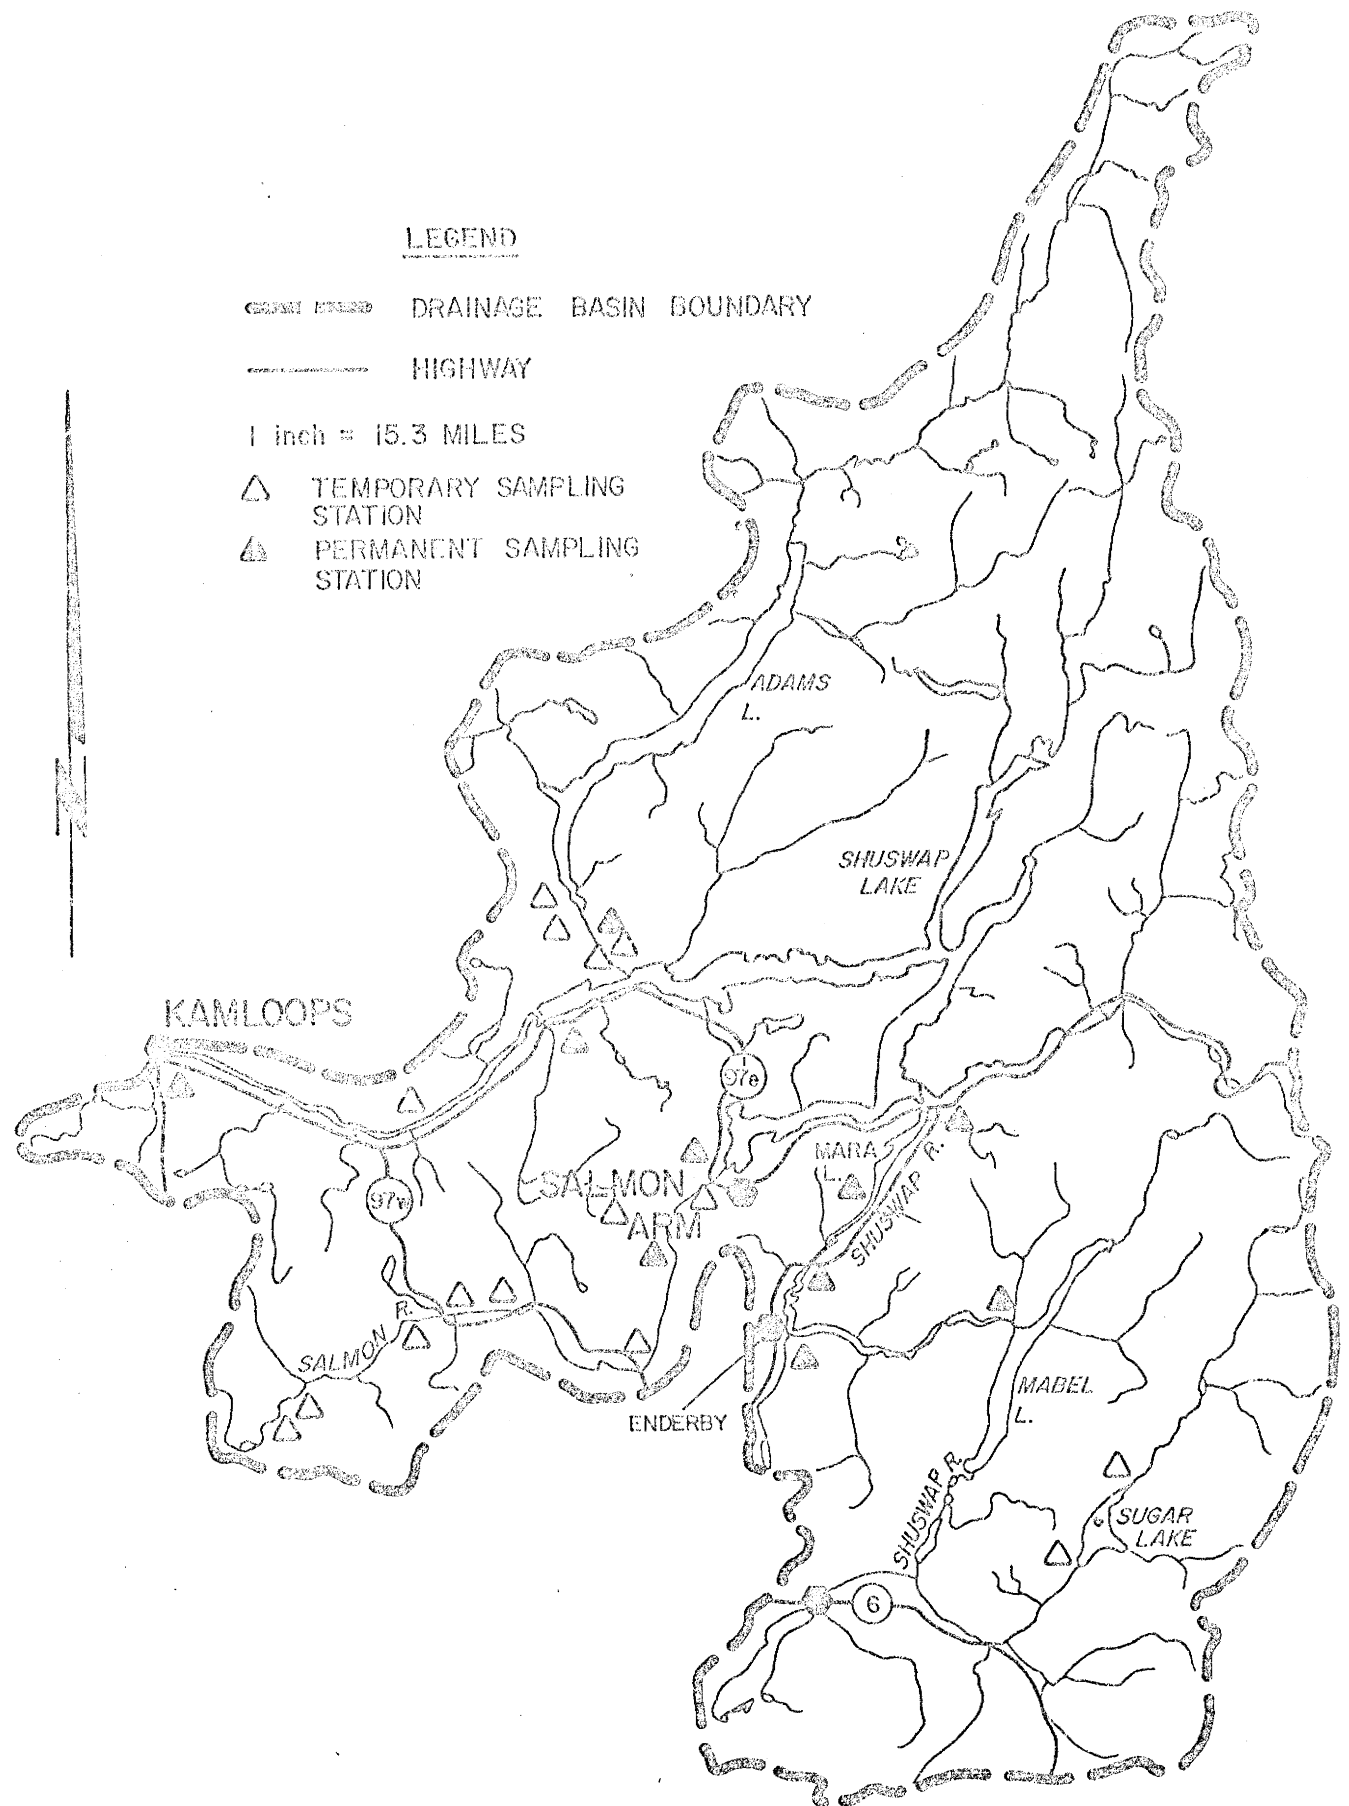 LEGEND
DRAINAGE BASIN BOUNDARY
HIGHWAY
1 inch = 15.3 MILES
TEMPORARY SAMPLING
STATION
PERMANENT SAMPLING
STATION
N
ADAMS
L.
SHUSWAP
LAKE
KAMLOOPS
97e
MARA
L.
SHUSWAP R.
SALMON
ARM
97w
SALMON R.
ENDERBY
MABEL
L.
SHUSWAP R.
SUGAR
LAKE
6